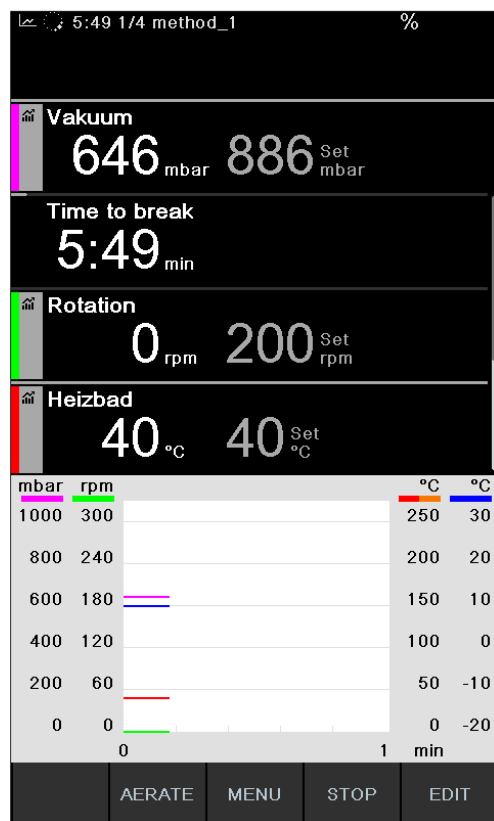 5:49 1/4 method_1 %
Vakuum
646 mbar 886 Set mbar
Time to break
5:49 min
Rotation
0 rpm 200 Set rpm
Heizbad
40 °C 40 Set °C
mbar rpm °C °C
1000 300 250 30
800 240 200 20
600 180 150 10
400 120 100 0
200 60 50 -10
0 0 0 -20
0 1 min
AERATE MENU STOP EDIT